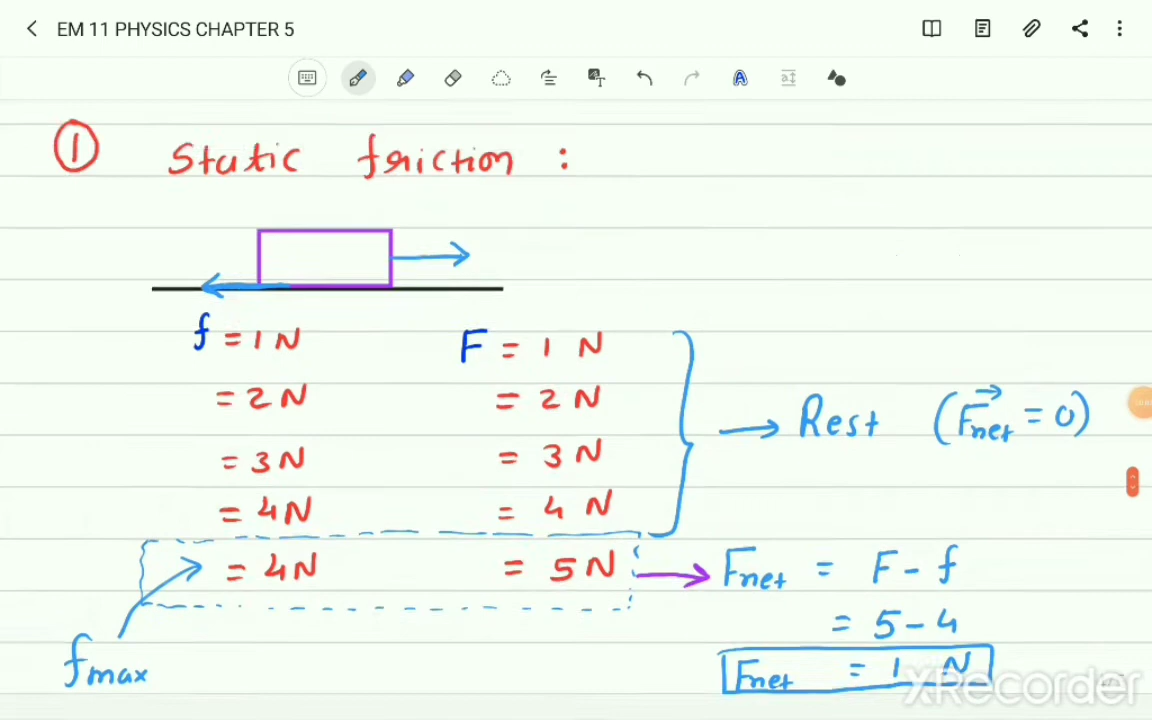 EM 11 PHYSICS CHAPTER 5
① Static friction :
f = 1 N F = 1 N
= 2 N = 2 N
→ Rest (F⃗net = 0)
= 3 N = 3 N
= 4 N = 4 N
= 4 N = 5 N → Fnet = F - f
= 5 - 4
fmax Fnet = 1 N
XRecorder